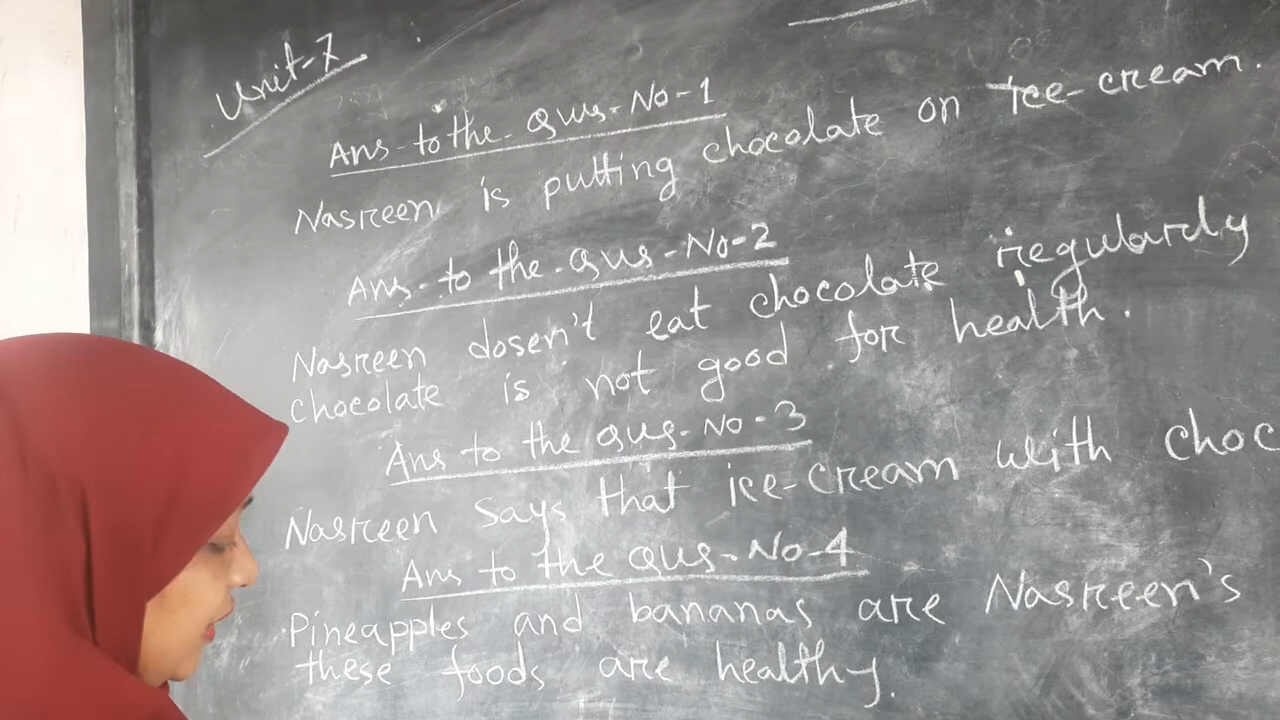 Unit-7
Ans-to the-Qus-No-1
Nasreen is putting chocolate on ice-cream.
Ans-to the-Qus-No-2
Nasreen dosen't eat chocolate regularly
chocolate is not good for health.
Ans to the Qus-No-3
Nasreen says that ice-cream with choc
Ans to the Qus-No-4
Pineapples and bananas are Nasreen's
these foods are healthy.